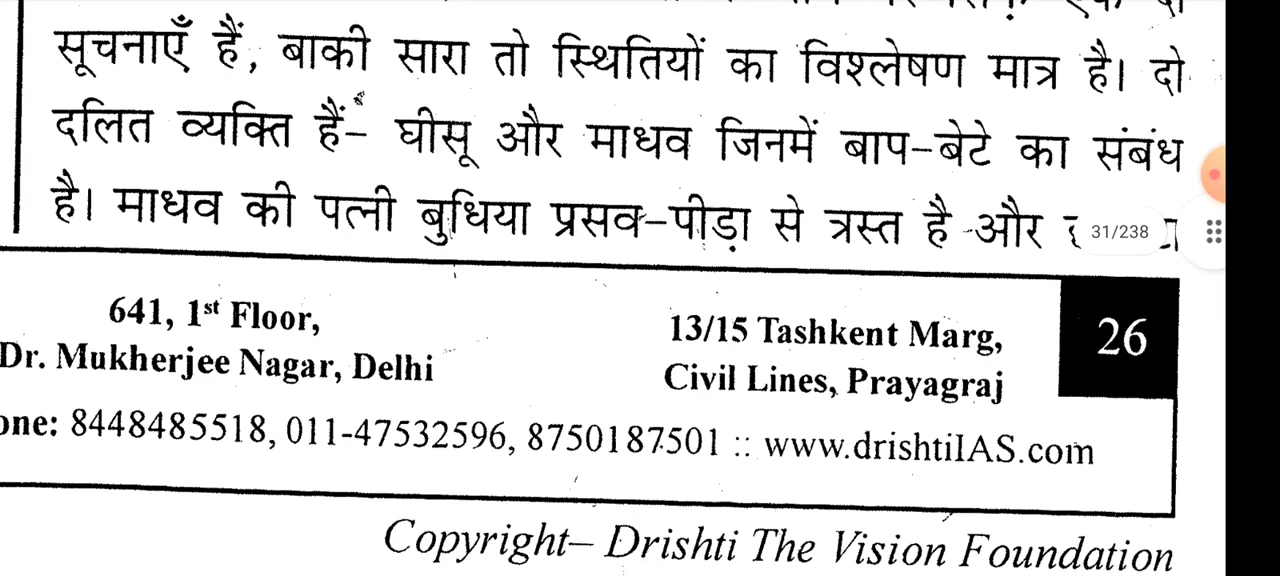 सूचनाएँ हैं, बाकी सारा तो स्थितियों का विश्लेषण मात्र है। दो
दलित व्यक्ति हैं– घीसू और माधव जिनमें बाप–बेटे का संबंध
है। माधव की पत्नी बुधिया प्रसव–पीड़ा से त्रस्त है और
31/238
641, 1st Floor,
Dr. Mukherjee Nagar, Delhi
13/15 Tashkent Marg,
Civil Lines, Prayagraj
26
one: 8448485518, 011-47532596, 8750187501 :: www.drishtiIAS.com
Copyright– Drishti The Vision Foundation